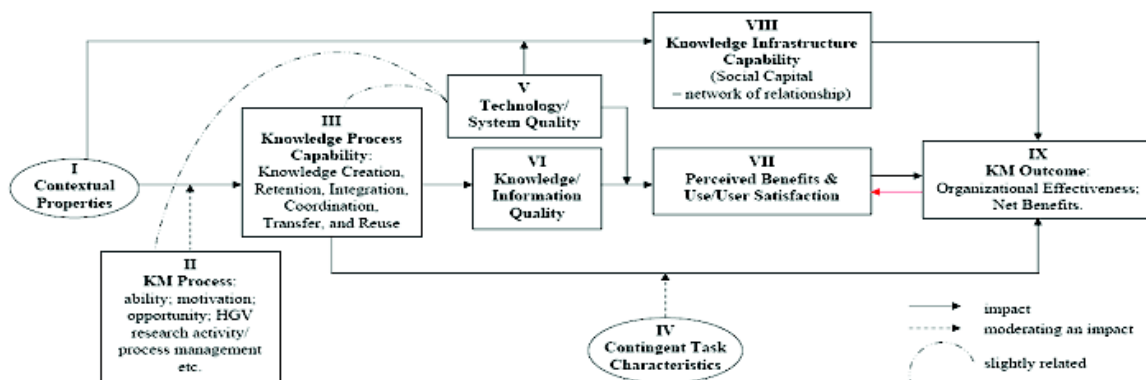 I
Contextual
Properties
II
KM Process:
ability; motivation;
opportunity; HGV
research activity/
process management
etc.
III
Knowledge Process
Capability:
Knowledge Creation,
Retention, Integration,
Coordination,
Transfer, and Reuse
IV
Contingent Task
Characteristics
V
Technology/
System Quality
VI
Knowledge/
Information
Quality
VII
Perceived Benefits &
Use/User Satisfaction
VIII
Knowledge Infrastructure
Capability
(Social Capital
– network of relationship)
IX
KM Outcome:
Organizational Effectiveness;
Net Benefits.
impact
moderating an impact
slightly related